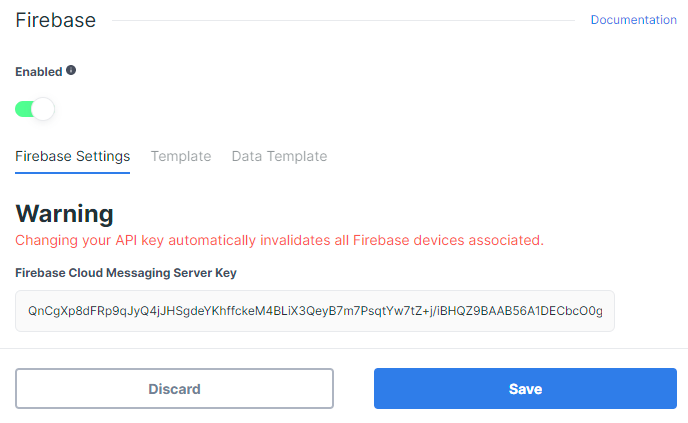 Firebase
Documentation
Enabled
Firebase Settings Template Data Template
Warning
Changing your API key automatically invalidates all Firebase devices associated.
Firebase Cloud Messaging Server Key
QnCgXp8dFRp9qJyQ4jJHSgdeYKhffckeM4BLiX3QeyB7m7PsqtYw7tZ+j/iBHQZ9BAAB56A1DECbcO0g
Discard
Save